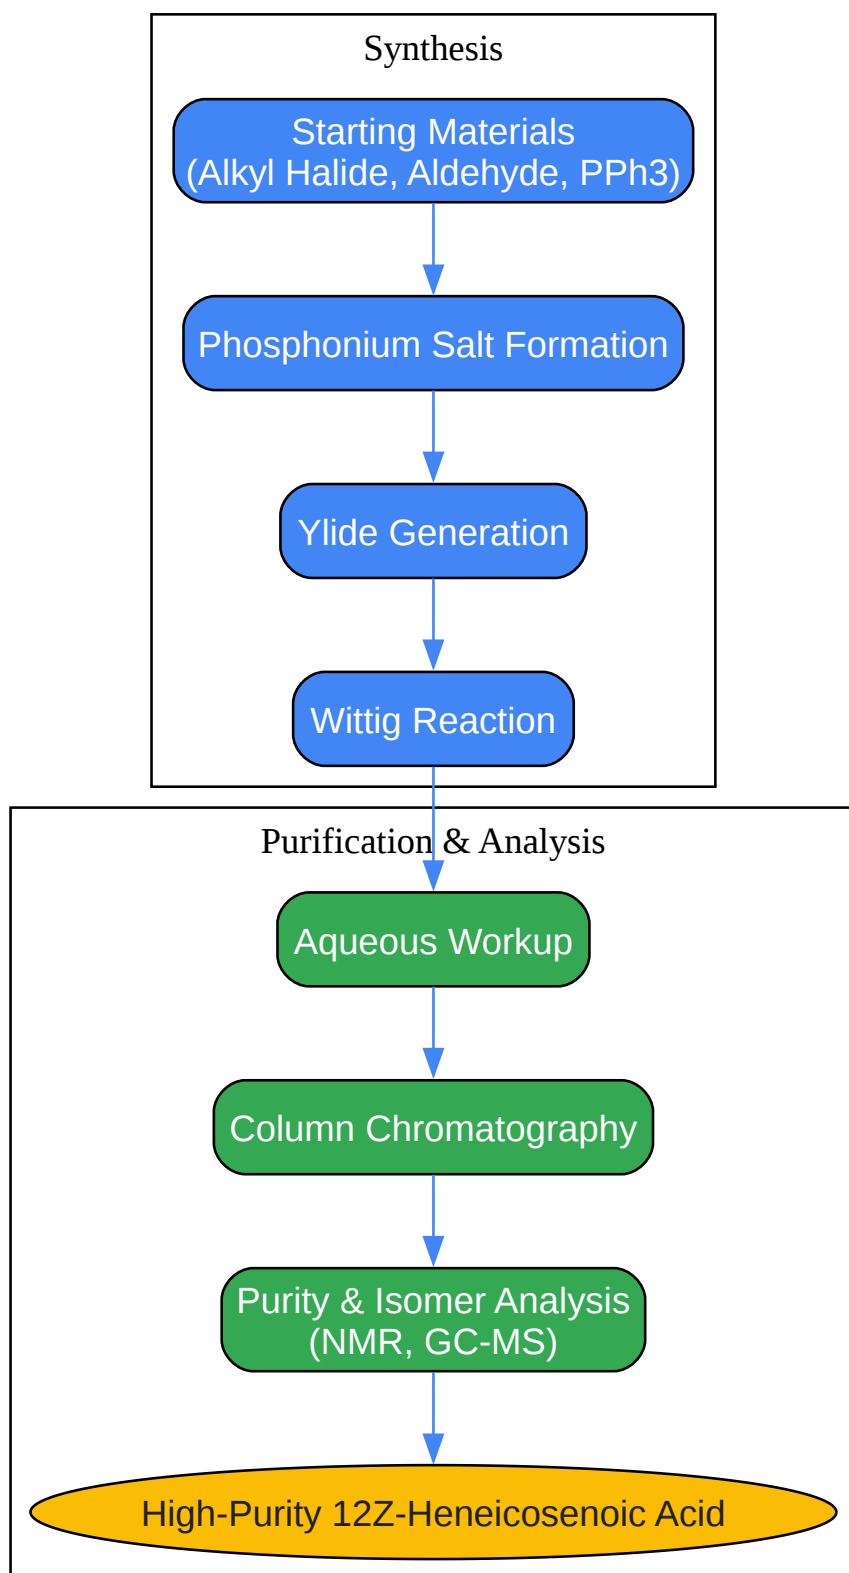 Synthesis
Starting Materials
(Alkyl Halide, Aldehyde, PPh3)
Phosphonium Salt Formation
Ylide Generation
Wittig Reaction
Purification & Analysis
Aqueous Workup
Column Chromatography
Purity & Isomer Analysis
(NMR, GC-MS)
High-Purity 12Z-Heneicosenoic Acid